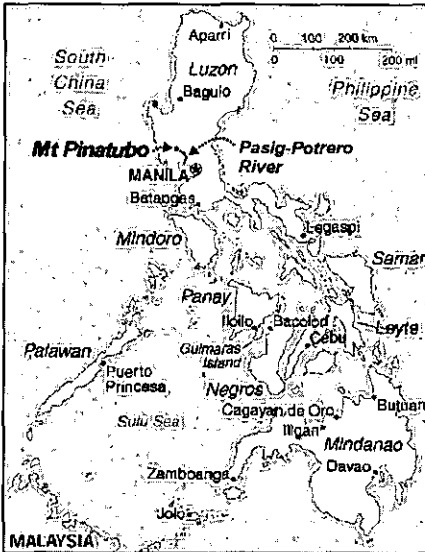 Aparri
0 100 200 km
0 100 200 ml
South
China
Sea
Luzon
Baguio
Philippine
Sea
Mt Pinatubo
Pasig-Potrero
River
MANILA
Batangas
Mindoro
Legaspi
Samar
Panay
Iloilo
Bacolod
Cebu
Leyte
Guimaras
Island
Palawan
Puerto
Princesa
Negros
Sulu Sea
Cagayan de Oro
Butuan
Iligan
Mindanao
Zamboanga
Davao
Jolo
MALAYSIA